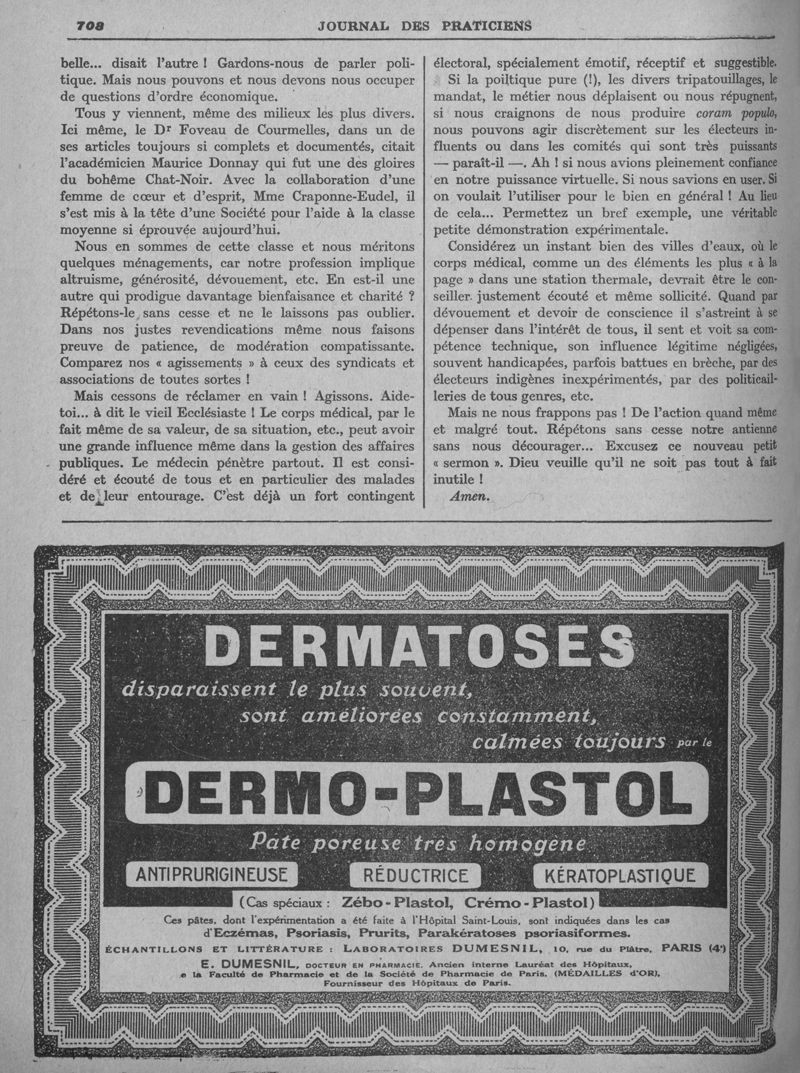 708
JOURNAL DES PRATICIENS
belle... disait l'autre ! Gardons-nous de parler poli-
tique. Mais nous pouvons et nous devons nous occuper
de questions d'ordre économique.
Tous y viennent, même des milieux les plus divers.
Ici même, le Dr Foveau de Courmelles, dans un de
ses articles toujours si complets et documentés, citait
l'académicien Maurice Donnay qui fut une des gloires
du bohême Chat-Noir. Avec la collaboration d'une
femme de cœur et d'esprit, Mme Craponne-Eudel, il
s'est mis à la tête d'une Société pour l'aide à la classe
moyenne si éprouvée aujourd'hui.
Nous en sommes de cette classe et nous méritons
quelques ménagements, car notre profession implique
altruisme, générosité, dévouement, etc. En est-il une
autre qui prodigue davantage bienfaisance et charité ?
Répétons-le sans cesse et ne le laissons pas oublier.
Dans nos justes revendications même nous faisons
preuve de patience, de modération compatissante.
Comparez nos « agissements » à ceux des syndicats et
associations de toutes sortes !
Mais cessons de réclamer en vain ! Agissons. Aide-
toi... à dit le vieil Ecclésiaste ! Le corps médical, par le
fait même de sa valeur, de sa situation, etc., peut avoir
une grande influence même dans la gestion des affaires
publiques. Le médecin pénètre partout. Il est consi-
déré et écouté de tous et en particulier des malades
et de leur entourage. C'est déjà un fort contingent
électoral, spécialement émotif, réceptif et suggestible.
Si la poiltique pure (!), les divers tripatouillages, le
mandat, le métier nous déplaisent ou nous répugnent,
si nous craignons de nous produire coram populo,
nous pouvons agir discrètement sur les électeurs in-
fluents ou dans les comités qui sont très puissants
— paraît-il —. Ah ! si nous avions pleinement confiance
en notre puissance virtuelle. Si nous savions en user. Si
on voulait l'utiliser pour le bien en général ! Au lieu
de cela... Permettez un bref exemple, une véritable
petite démonstration expérimentale.
Considérez un instant bien des villes d'eaux, où le
corps médical, comme un des éléments les plus « à la
page » dans une station thermale, devrait être le con-
seiller justement écouté et même sollicité. Quand par
dévouement et devoir de conscience il s'astreint à se
dépenser dans l'intérêt de tous, il sent et voit sa com-
pétence technique, son influence légitime négligées,
souvent handicapées, parfois battues en brèche, par des
électeurs indigènes inexpérimentés, par des politicail-
leries de tous genres, etc.
Mais ne nous frappons pas ! De l'action quand même
et malgré tout. Répétons sans cesse notre antienne
sans nous décourager... Excusez ce nouveau petit
« sermon ». Dieu veuille qu'il ne soit pas tout à fait
inutile !
Amen.
DERMATOSES
disparaissent le plus souvent,
sont améliorées constamment,
calmées toujours par le
DERMO-PLASTOL
Pâte poreuse très homogène
ANTIPRURIGINEUSE RÉDUCTRICE KÉRATOPLASTIQUE
(Cas spéciaux : Zébo-Plastol, Crémo-Plastol)
Ces pâtes, dont l'expérimentation a été faite à l'Hôpital Saint-Louis, sont indiquées dans les cas
d'Eczémas, Psoriasis, Prurits, Parakératoses psoriasiformes.
ÉCHANTILLONS ET LITTÉRATURE : LABORATOIRES DUMESNIL, 10, rue du Plâtre, PARIS (4e)
E. DUMESNIL, DOCTEUR EN PHARMACIE, Ancien interne Lauréat des Hôpitaux,
e la Faculté de Pharmacie et de la Société de Pharmacie de Paris. (MÉDAILLES d'OR),
Fournisseur des Hôpitaux de Paris.